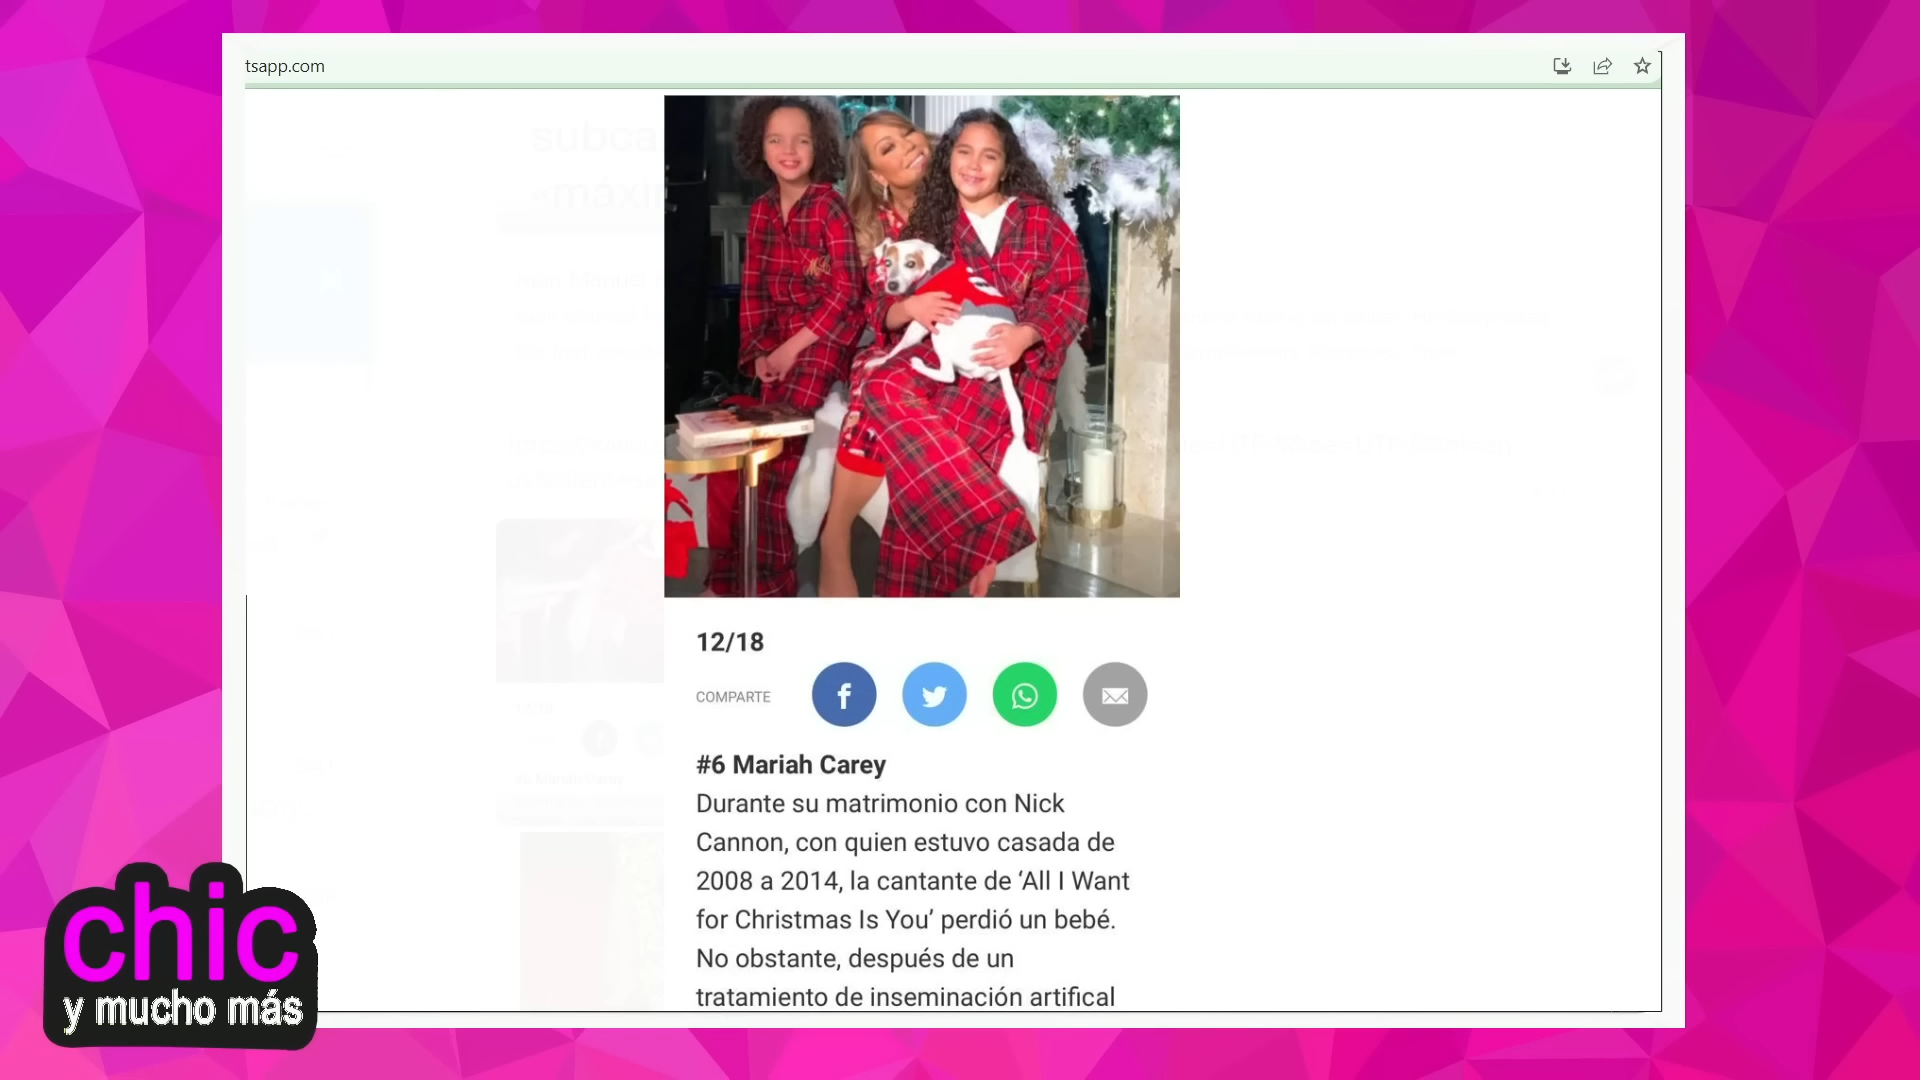 tsapp.com
subca
«máxi
12/18
COMPARTE
#6 Mariah Carey
Durante su matrimonio con Nick
Cannon, con quien estuvo casada de
2008 a 2014, la cantante de ‘All I Want
for Christmas Is You’ perdió un bebé.
No obstante, después de un
tratamiento de inseminación artifical
chic
y mucho más